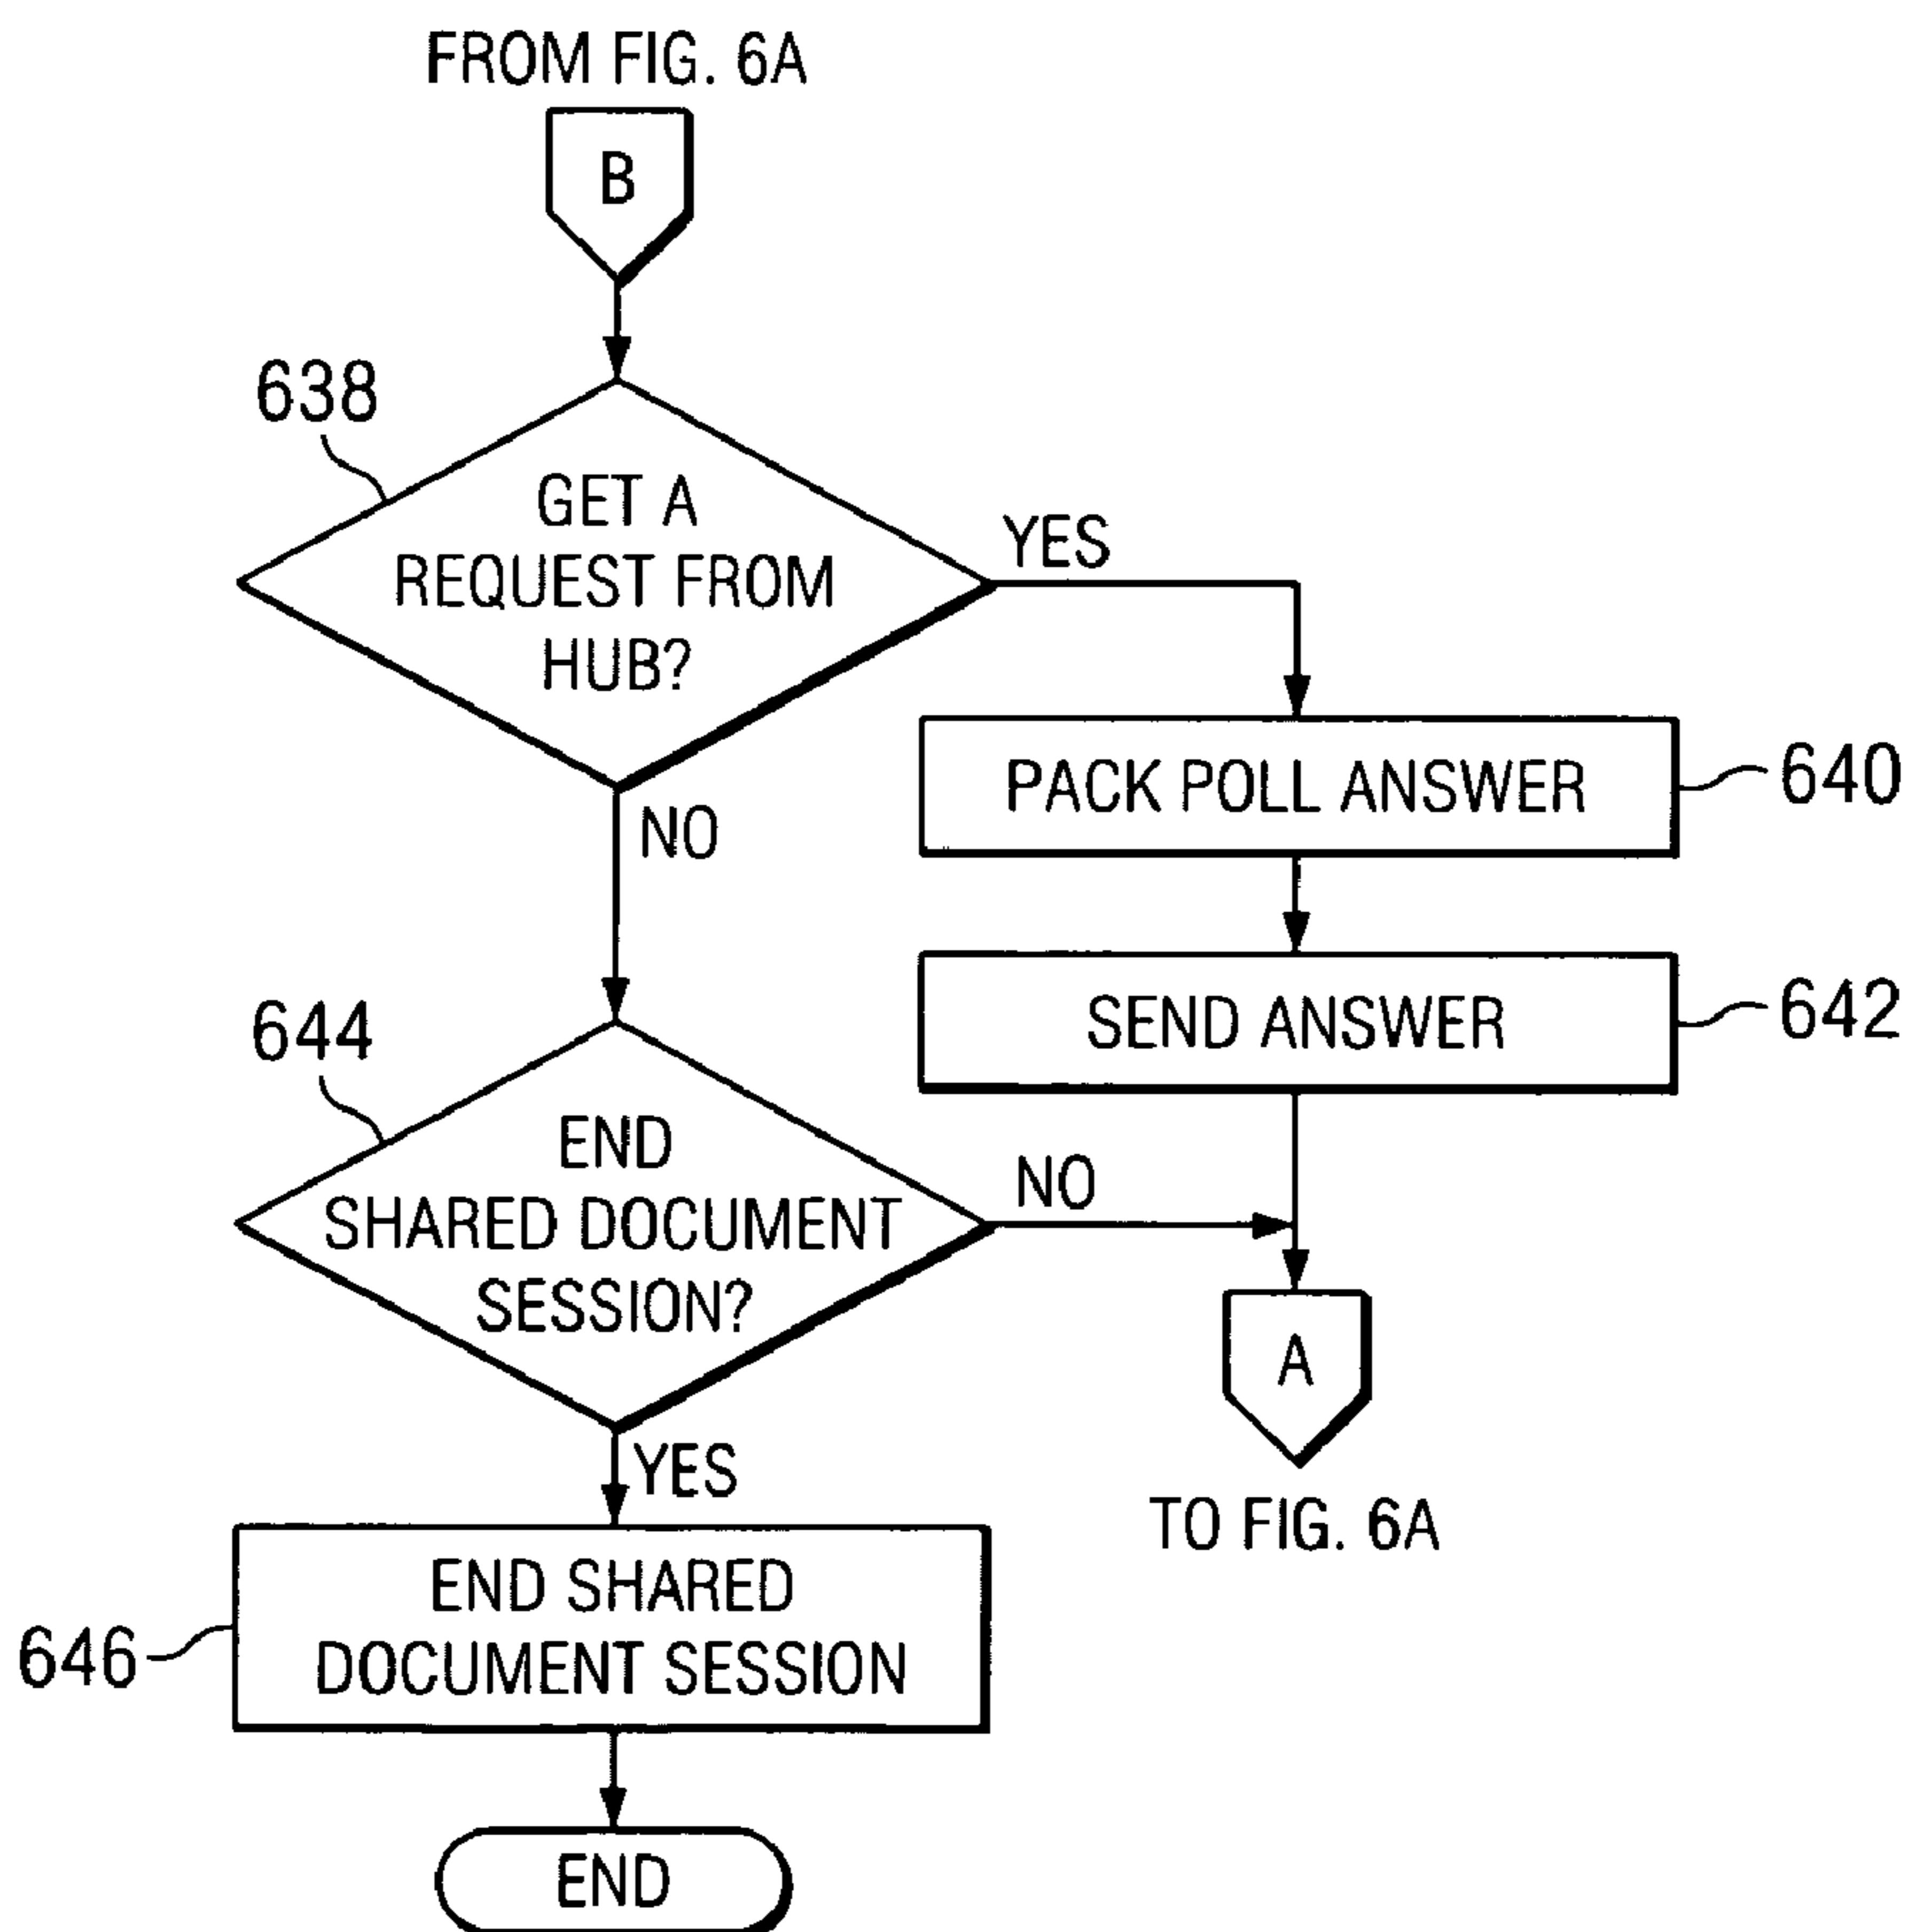 FROM FIG. 6A
B
638
GET A
REQUEST FROM
HUB?
YES
NO
PACK POLL ANSWER
640
SEND ANSWER
642
644
END
SHARED DOCUMENT
SESSION?
NO
YES
A
TO FIG. 6A
END SHARED
DOCUMENT SESSION
646
END